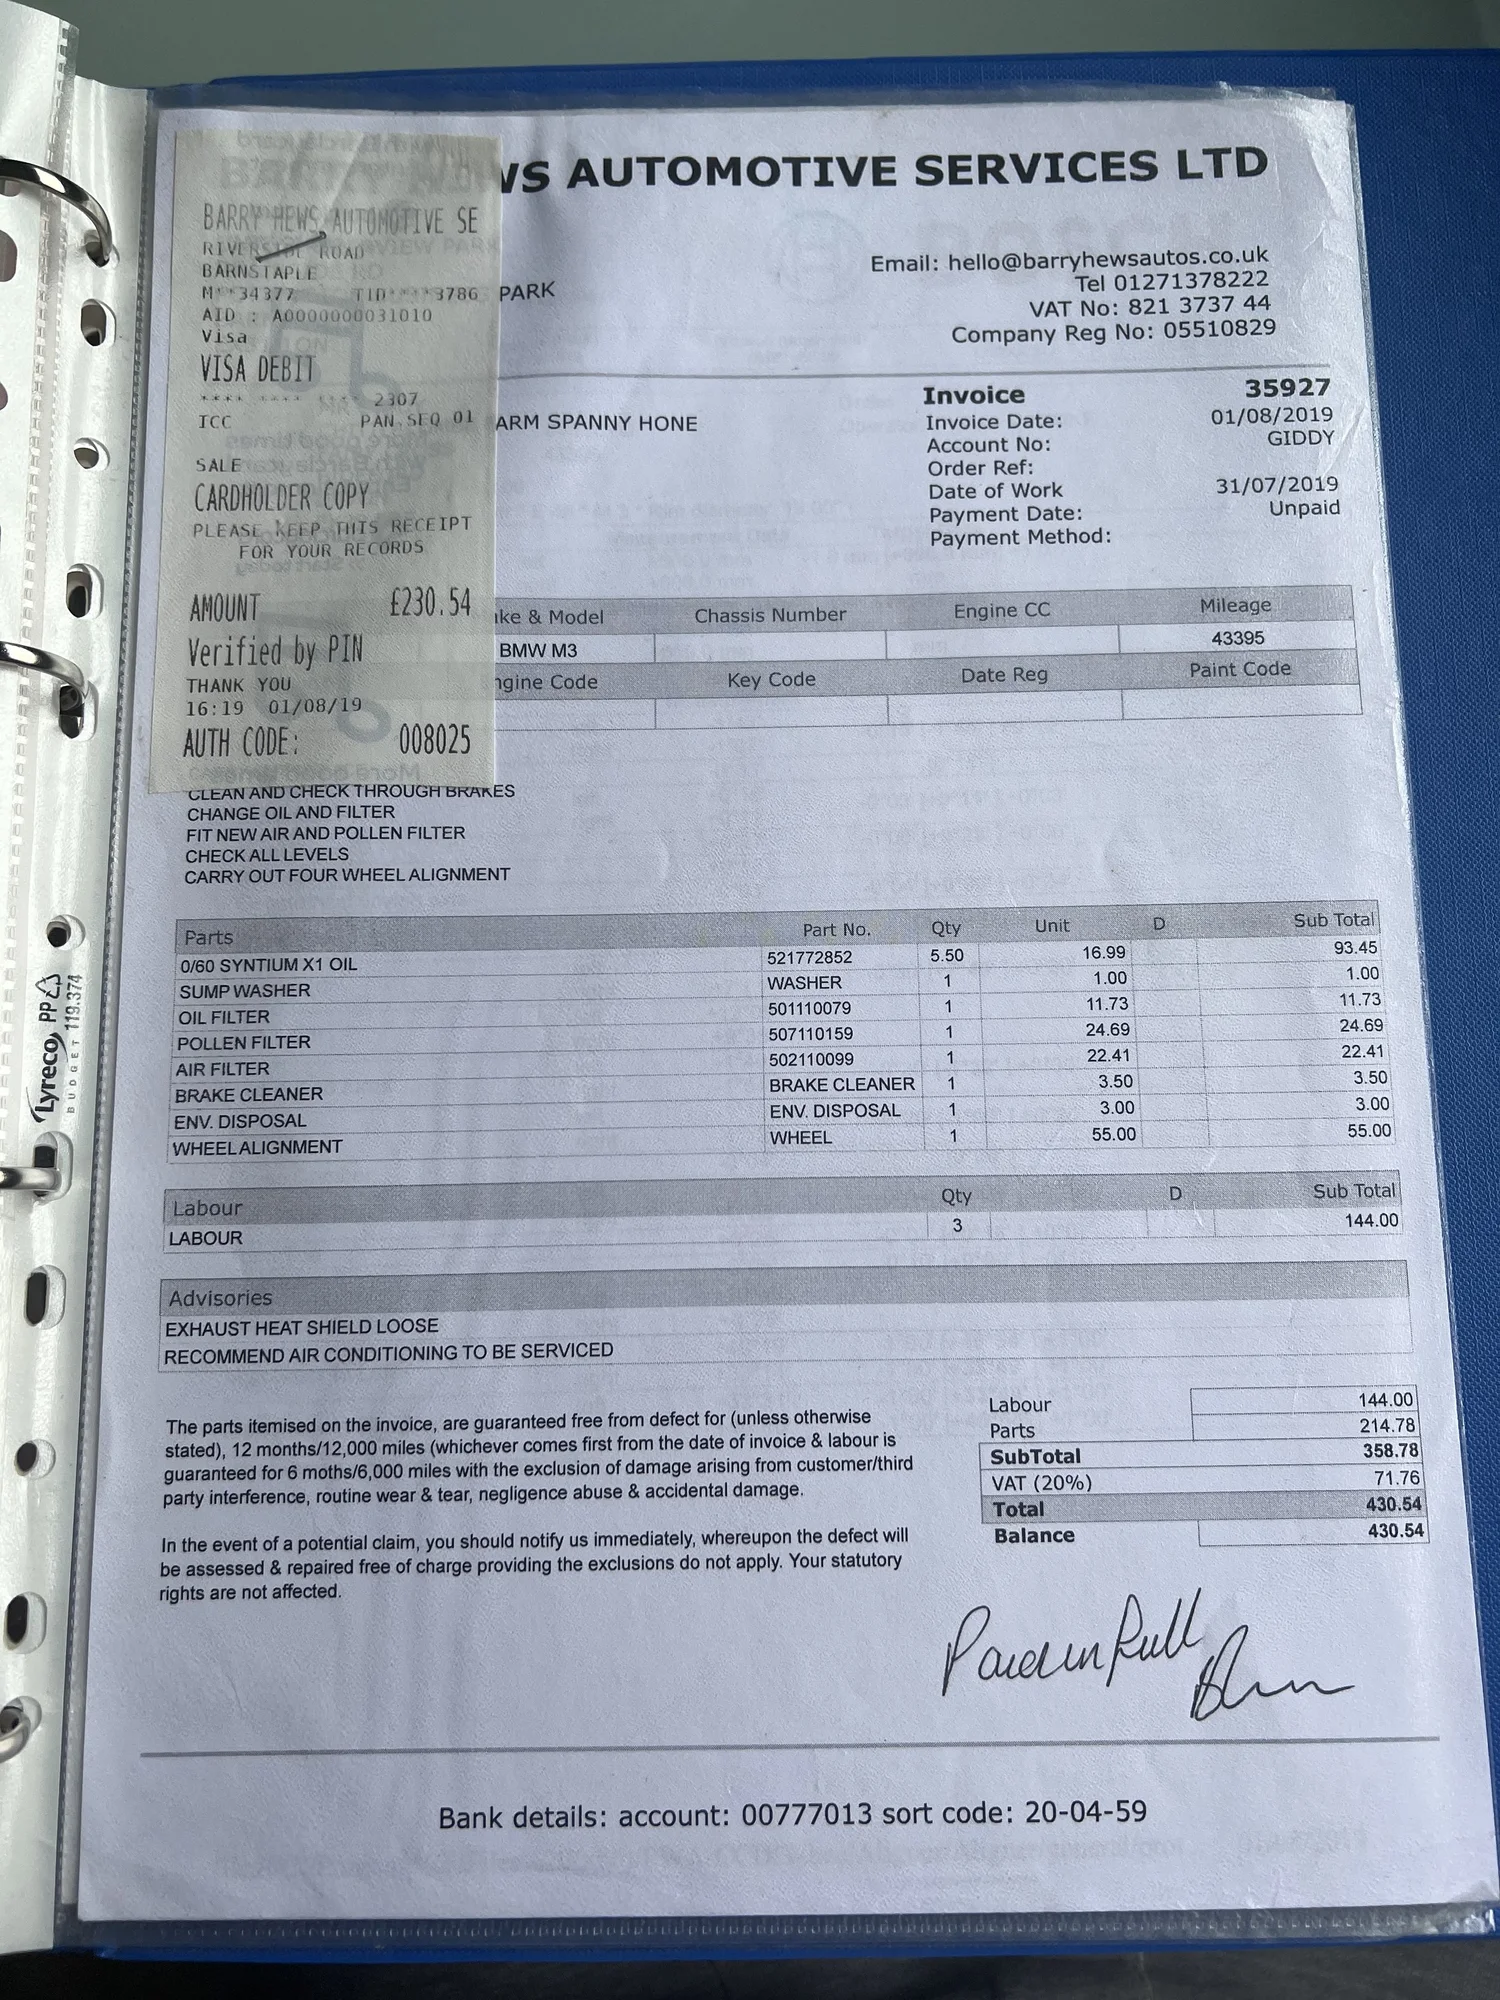 BARRY HEWS AUTOMOTIVE SE
RIVERSIDE ROAD
BARNSTAPLE
M**34377 TID****3786
AID : A0000000031010
Visa
VISA DEBIT
**** **** **** 2307
ICC PAN.SEQ 01
SALE
CARDHOLDER COPY
PLEASE KEEP THIS RECEIPT
FOR YOUR RECORDS
AMOUNT £230.54
Verified by PIN
THANK YOU
16:19 01/08/19
AUTH CODE: 008025
WS AUTOMOTIVE SERVICES LTD
PARK
Email: hello@barryhewsautos.co.uk
Tel 01271378222
VAT No: 821 3737 44
Company Reg No: 05510829
ARM SPANNY HONE
Invoice 35927
Invoice Date: 01/08/2019
Account No: GIDDY
Order Ref:
Date of Work 31/07/2019
Payment Date: Unpaid
Payment Method:
ke & Model Chassis Number Engine CC Mileage
BMW M3 43395
ngine Code Key Code Date Reg Paint Code
CLEAN AND CHECK THROUGH BRAKES
CHANGE OIL AND FILTER
FIT NEW AIR AND POLLEN FILTER
CHECK ALL LEVELS
CARRY OUT FOUR WHEEL ALIGNMENT
Parts Part No. Qty Unit D Sub Total
0/60 SYNTIUM X1 OIL 521772852 5.50 16.99 93.45
SUMP WASHER WASHER 1 1.00 1.00
OIL FILTER 501110079 1 11.73 11.73
POLLEN FILTER 507110159 1 24.69 24.69
AIR FILTER 502110099 1 22.41 22.41
BRAKE CLEANER BRAKE CLEANER 1 3.50 3.50
ENV. DISPOSAL ENV. DISPOSAL 1 3.00 3.00
WHEEL ALIGNMENT WHEEL 1 55.00 55.00
Labour Qty D Sub Total
LABOUR 3 144.00
Advisories
EXHAUST HEAT SHIELD LOOSE
RECOMMEND AIR CONDITIONING TO BE SERVICED
The parts itemised on the invoice, are guaranteed free from defect for (unless otherwise
stated), 12 months/12,000 miles (whichever comes first from the date of invoice & labour is
guaranteed for 6 moths/6,000 miles with the exclusion of damage arising from customer/third
party interference, routine wear & tear, negligence abuse & accidental damage.
In the event of a potential claim, you should notify us immediately, whereupon the defect will
be assessed & repaired free of charge providing the exclusions do not apply. Your statutory
rights are not affected.
Labour 144.00
Parts 214.78
SubTotal 358.78
VAT (20%) 71.76
Total 430.54
Balance 430.54
Paid in full
Bank details: account: 00777013 sort code: 20-04-59
Lyreco PP
BUDGET 119.374